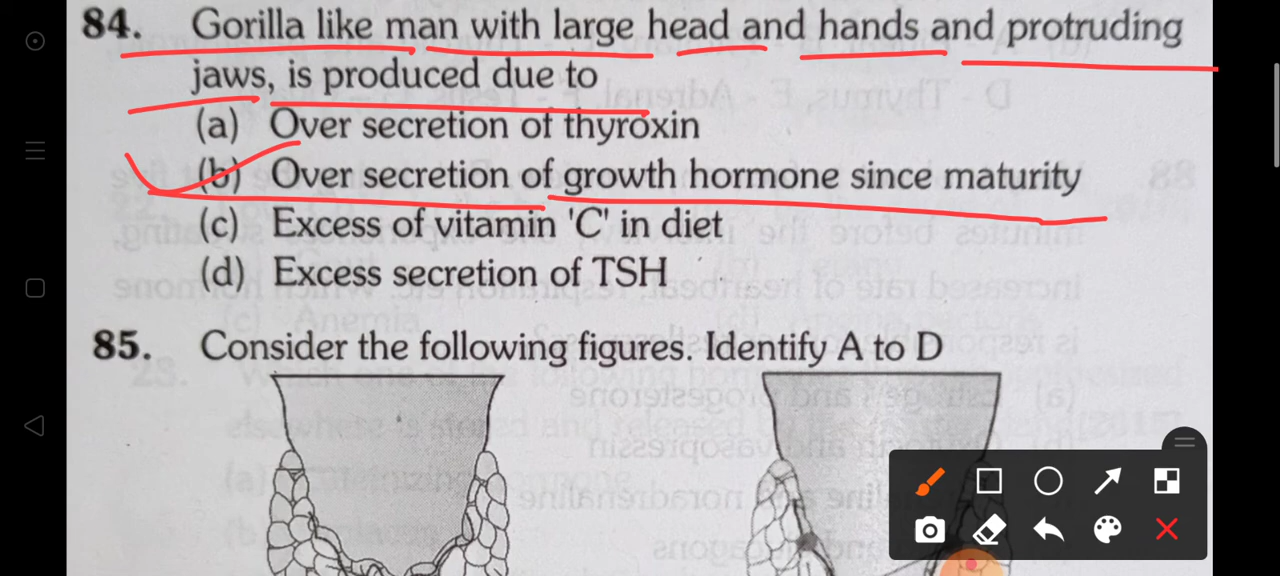 84. Gorilla like man with large head and hands and protruding
jaws, is produced due to
(a) Over secretion of thyroxin
(b) Over secretion of growth hormone since maturity
(c) Excess of vitamin 'C' in diet
(d) Excess secretion of TSH
85. Consider the following figures. Identify A to D